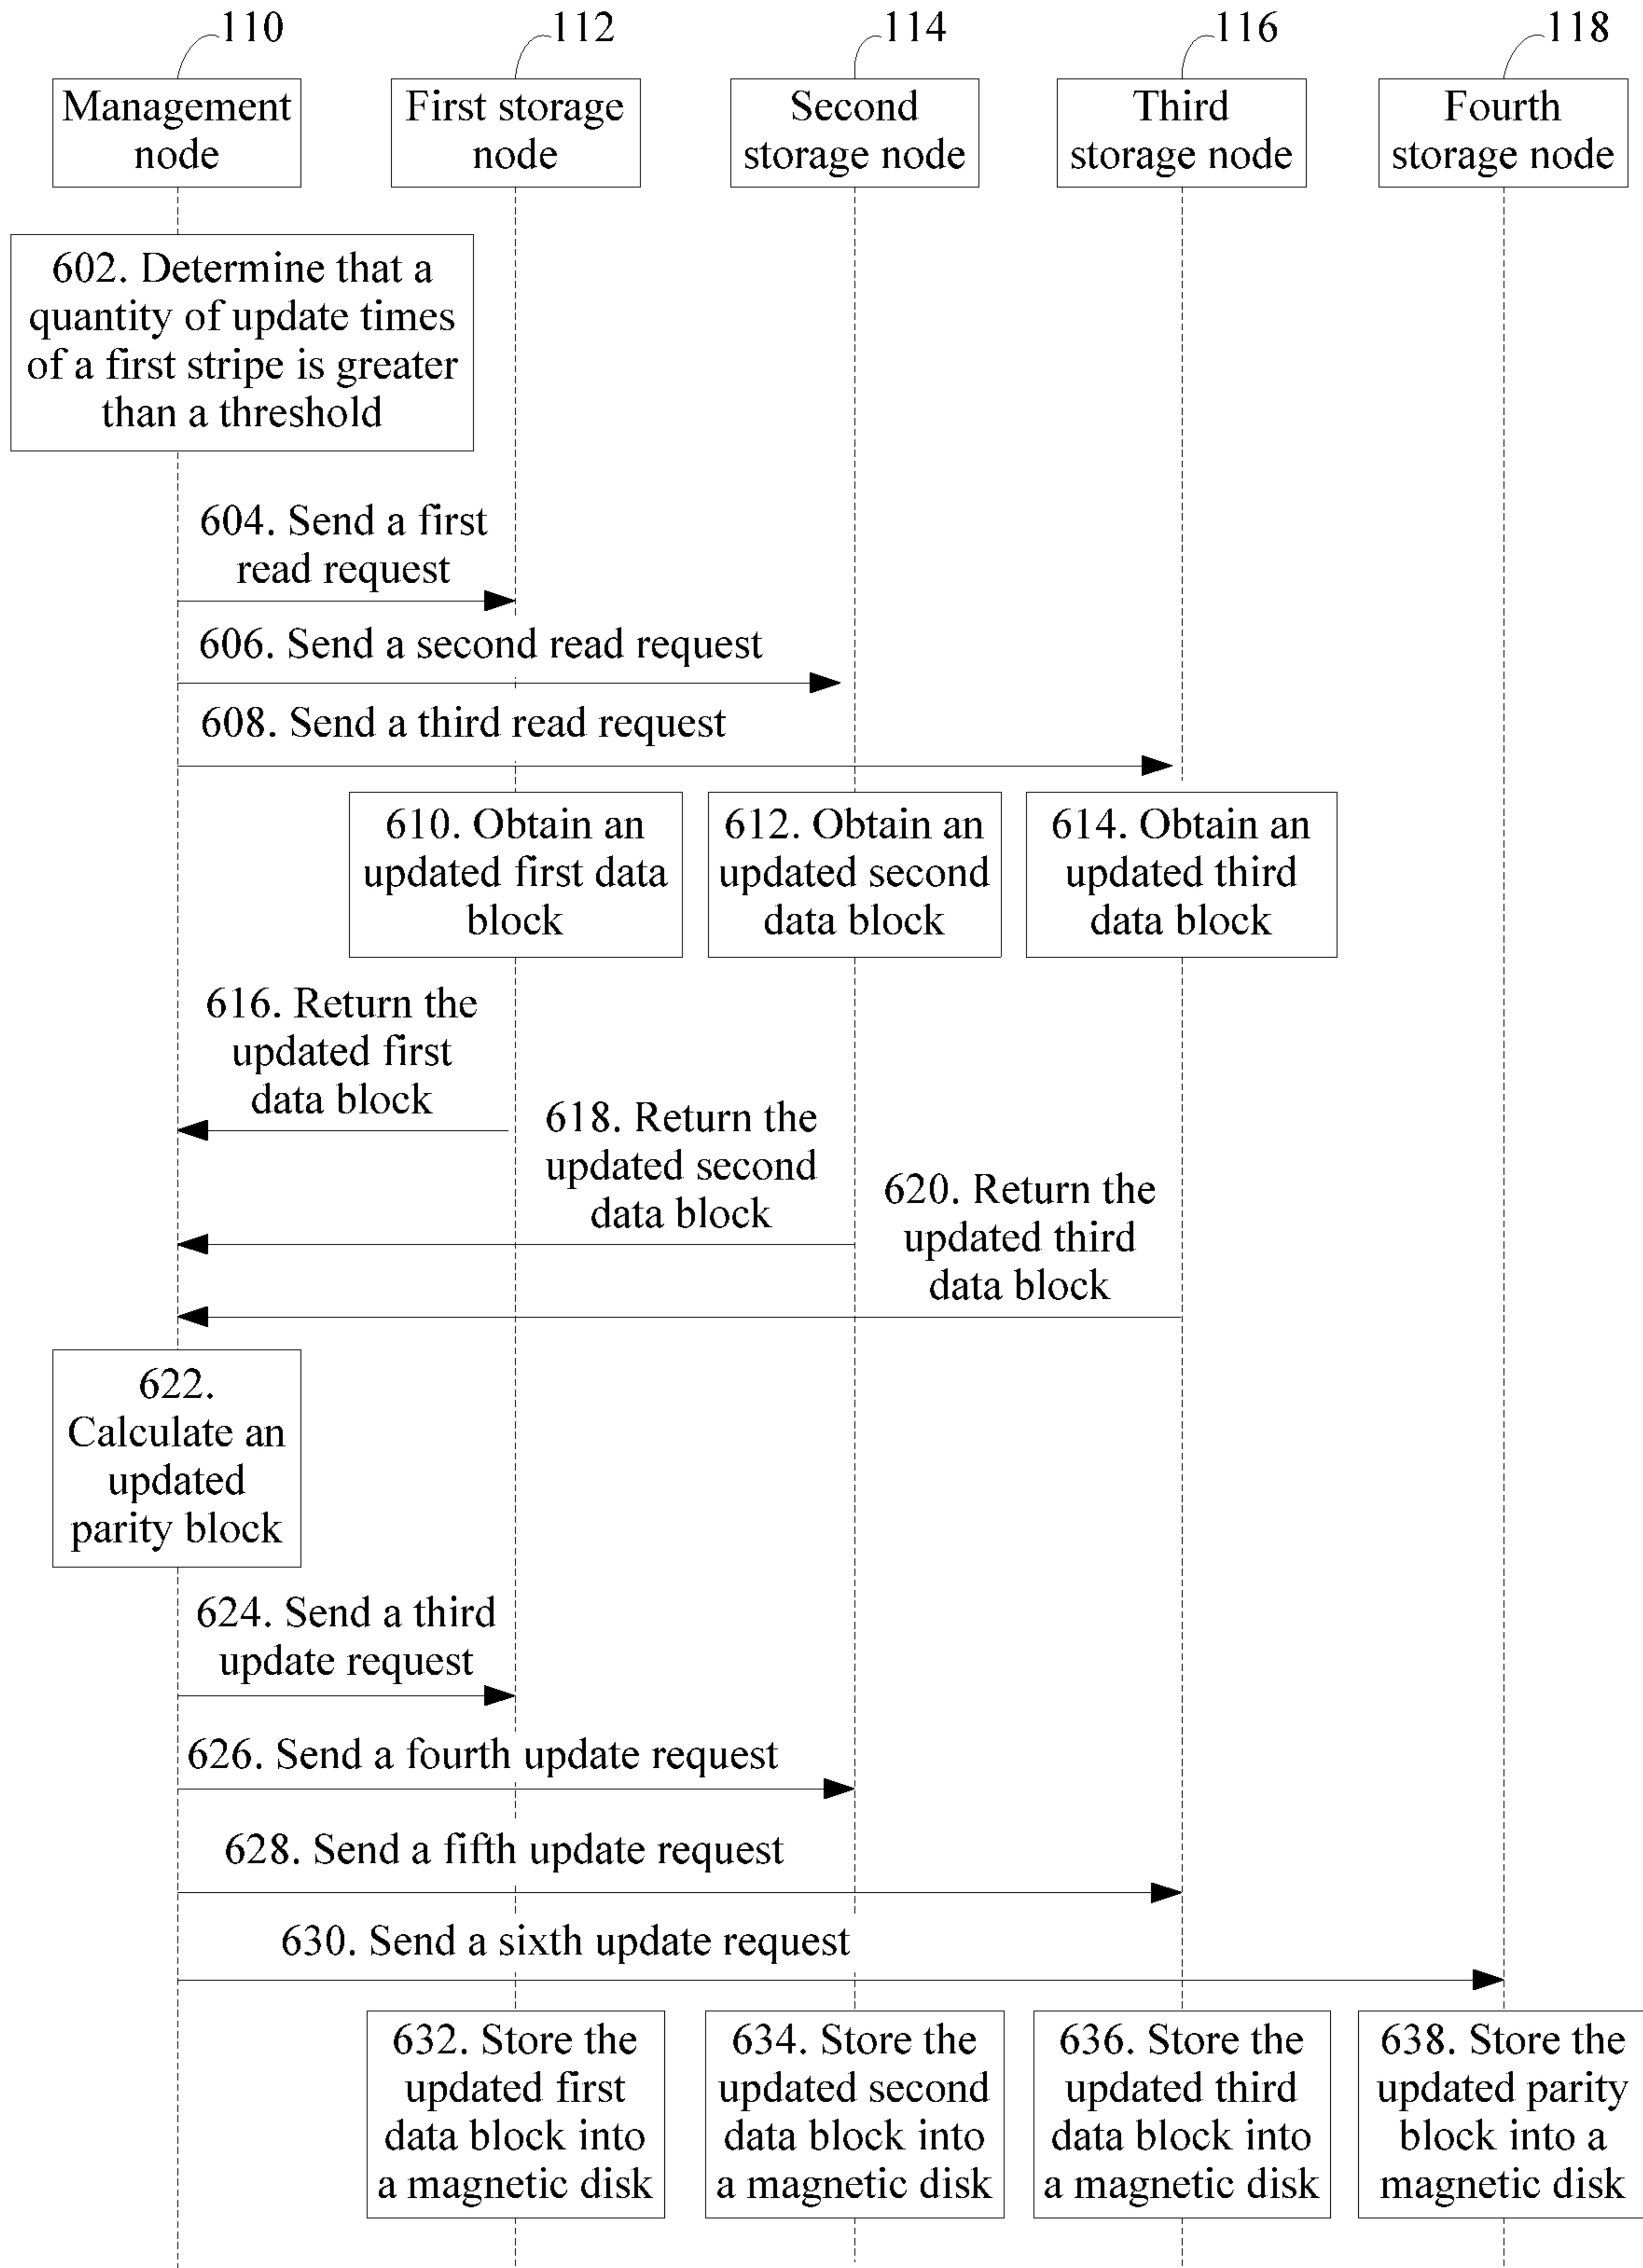 110
112
114
116
118
Management
node
First storage
node
Second
storage node
Third
storage node
Fourth
storage node
602. Determine that a
quantity of update times
of a first stripe is greater
than a threshold
604. Send a first
read request
606. Send a second read request
608. Send a third read request
610. Obtain an
updated first data
block
612. Obtain an
updated second
data block
614. Obtain an
updated third
data block
616. Return the
updated first
data block
618. Return the
updated second
data block
620. Return the
updated third
data block
622.
Calculate an
updated
parity block
624. Send a third
update request
626. Send a fourth update request
628. Send a fifth update request
630. Send a sixth update request
632. Store the
updated first
data block into
a magnetic disk
634. Store the
updated second
data block into
a magnetic disk
636. Store the
updated third
data block into
a magnetic disk
638. Store the
updated parity
block into a
magnetic disk